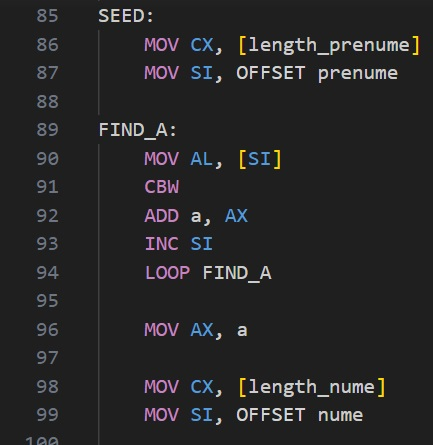 85 SEED:
86 MOV CX, [length_prenume]
87 MOV SI, OFFSET prenume
88
89 FIND_A:
90 MOV AL, [SI]
91 CBW
92 ADD a, AX
93 INC SI
94 LOOP FIND_A
95
96 MOV AX, a
97
98 MOV CX, [length_nume]
99 MOV SI, OFFSET nume
100